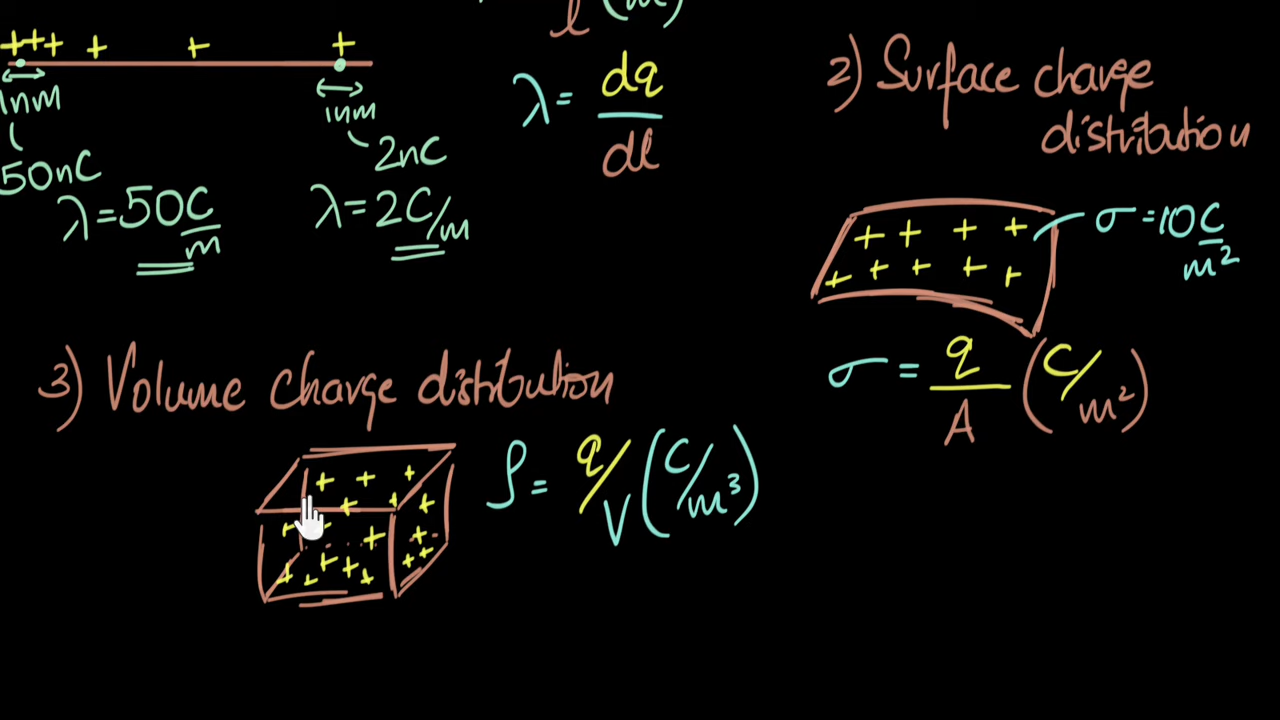 +++ + + +
1nm
1nm
50nC
2nC
λ = 50 C/m
λ = 2 C/m
l (m)
λ = dq/dl
2) Surface charge
distribution
+ + + +
+ + + + +
σ = 10 C/m²
σ = q/A (C/m²)
3) Volume charge distribution
ρ = q/V (C/m³)